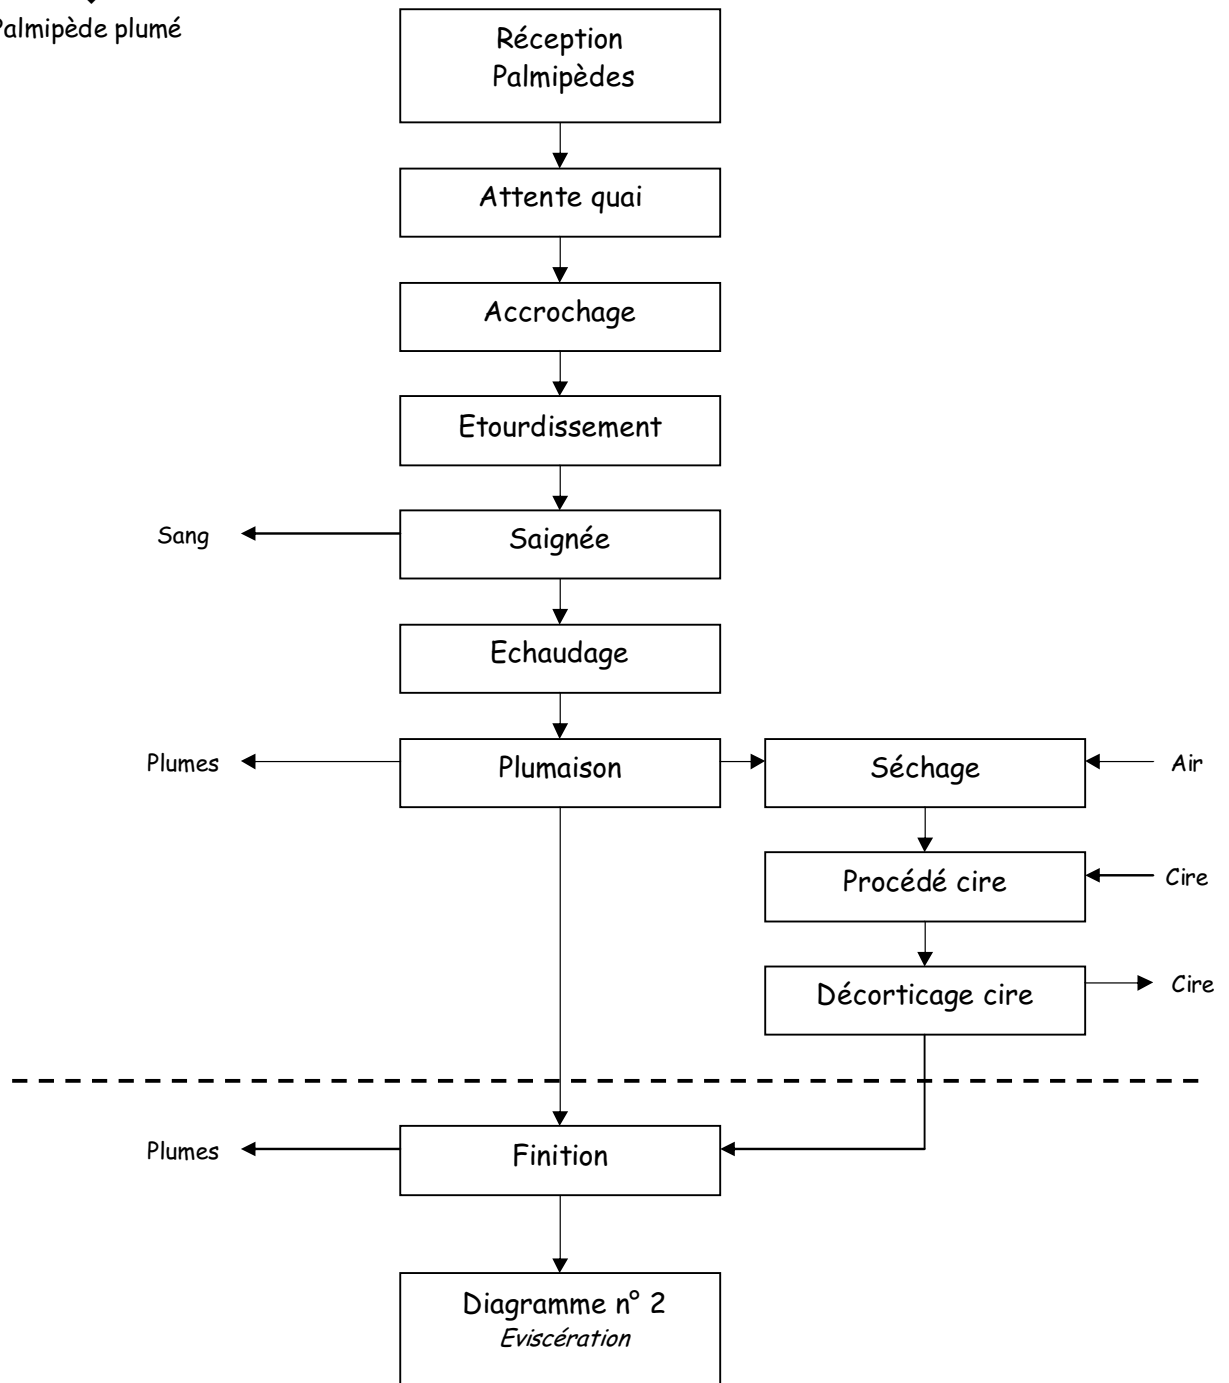 Palmipède plumé
Réception
Palmipèdes
Attente quai
Accrochage
Etourdissement
Sang
Saignée
Echaudage
Plumes
Plumaison
Séchage
Air
Procédé cire
Cire
Décorticage cire
Cire
Plumes
Finition
Diagramme n° 2
Eviscération